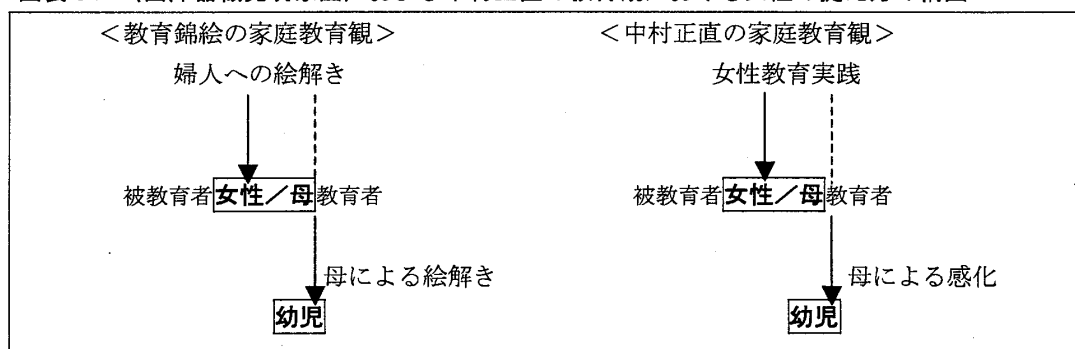 ＜教育錦絵の家庭教育観＞ ＜中村正直の家庭教育観＞
婦人への絵解き 女性教育実践
被教育者 女性／母 教育者 被教育者 女性／母 教育者
母による絵解き 母による感化
幼児 幼児